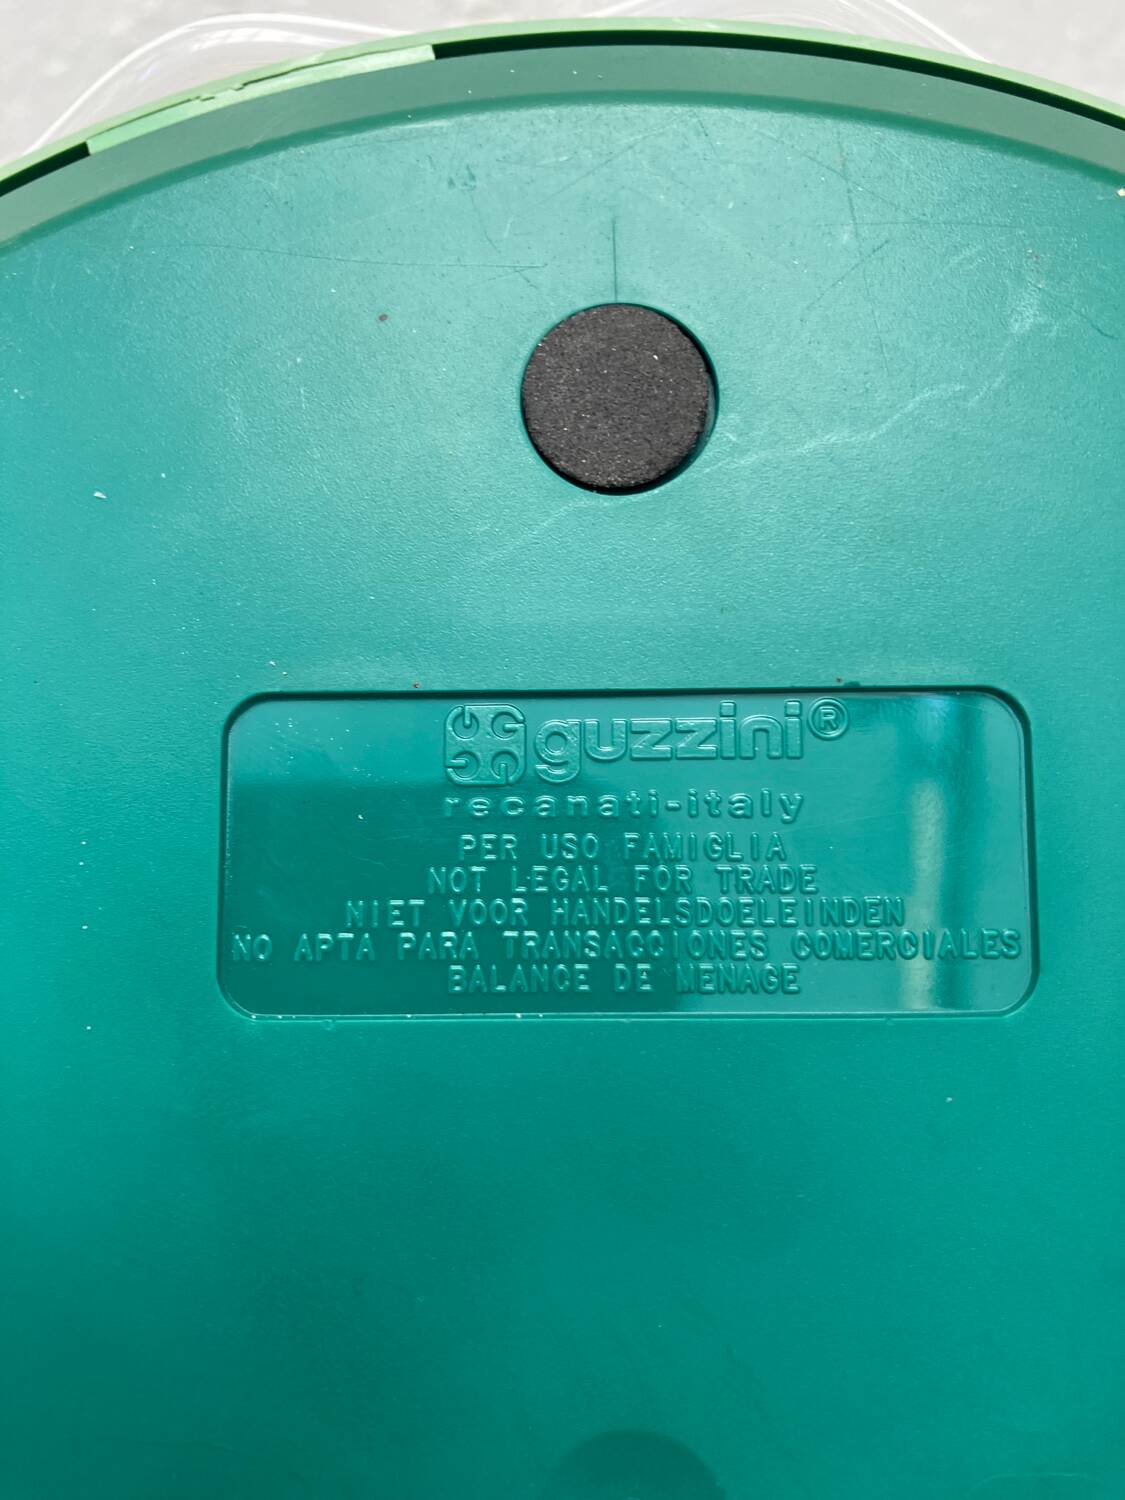 guzzini®
recanati-italy
PER USO FAMIGLIA
NOT LEGAL FOR TRADE
NIET VOOR HANDELSDOELEINDEN
NO APTA PARA TRANSACCIONES COMERCIALES
BALANCE DE MENAGE